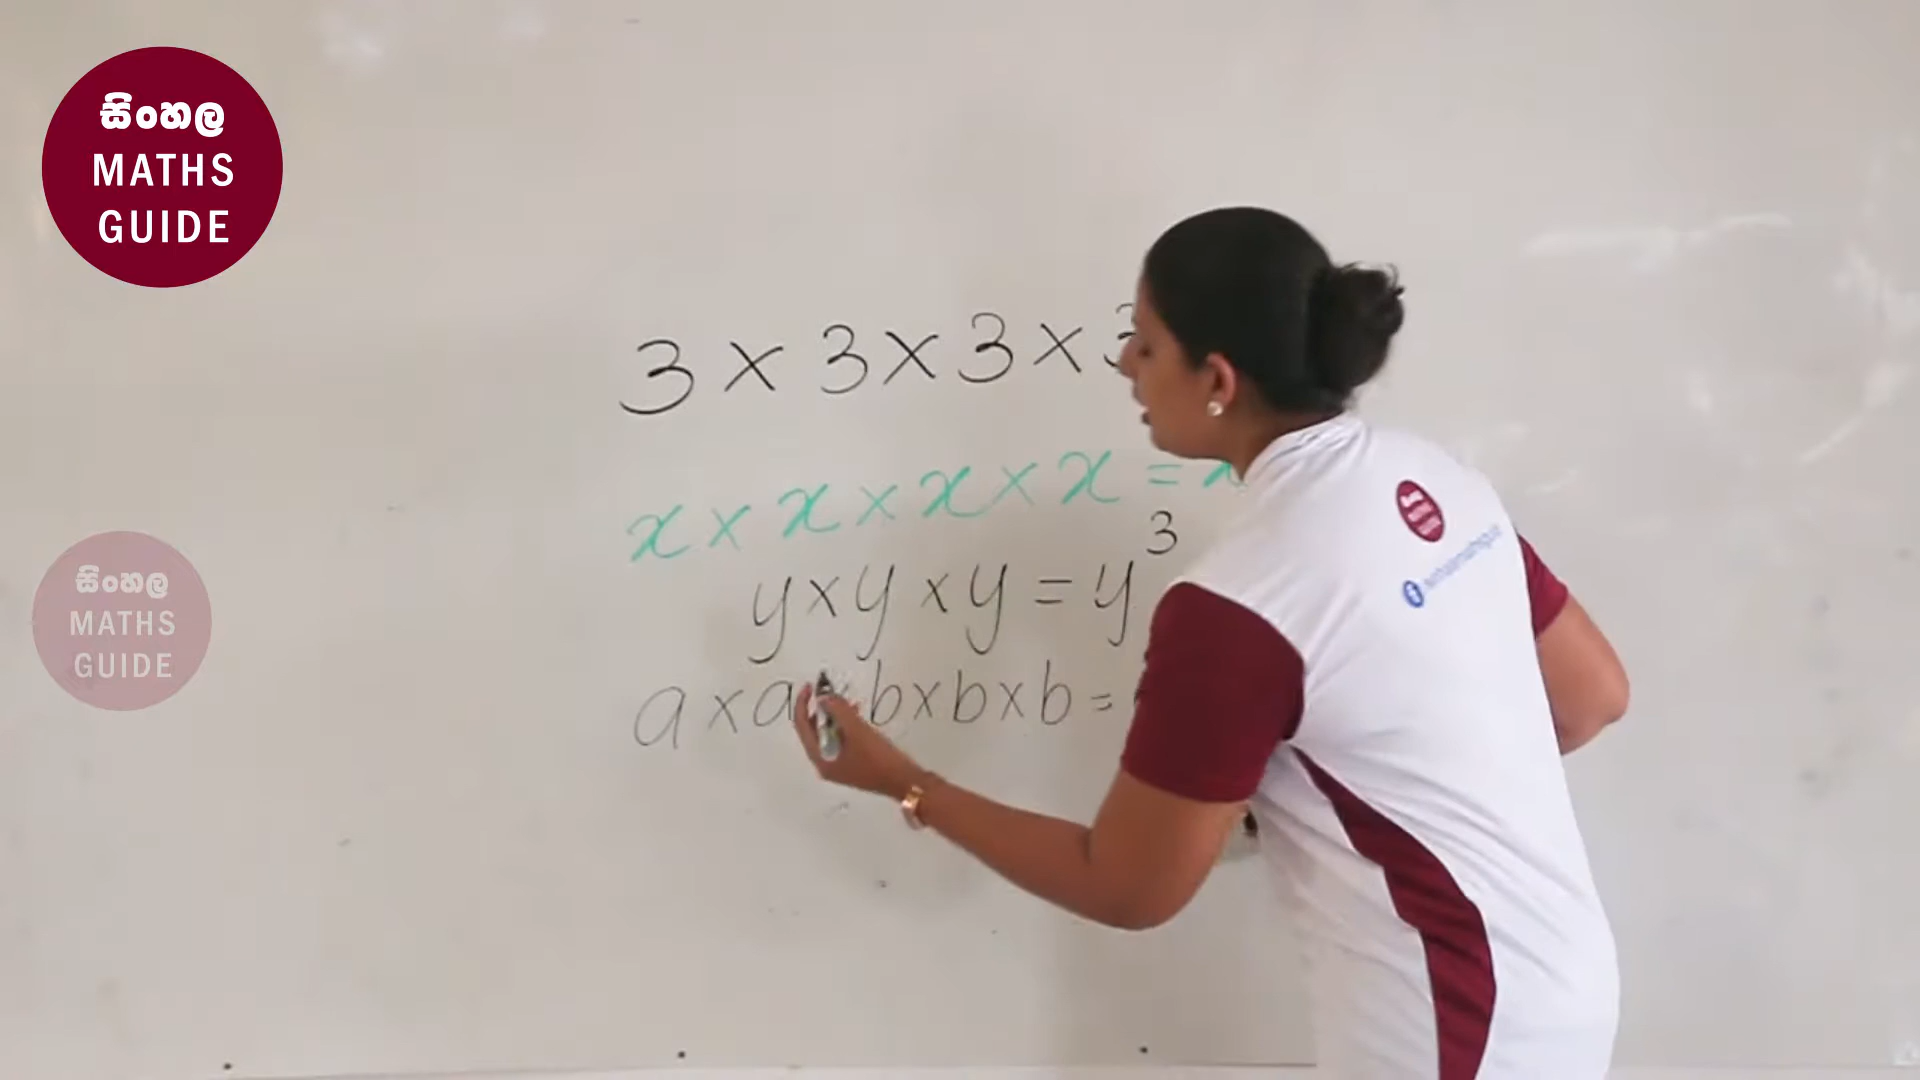 සිංහල
MATHS
GUIDE
3 × 3 × 3 × 3
x × x × x × x = x
y × y × y = y³
a × a × b × b × b =
සිංහල
MATHS
GUIDE